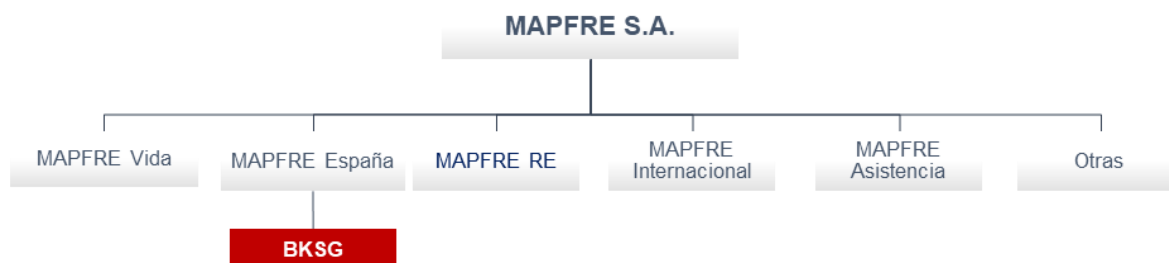 MAPFRE S.A.
MAPFRE Vida
MAPFRE España
MAPFRE RE
MAPFRE
Internacional
MAPFRE
Asistencia
Otras
BKSG